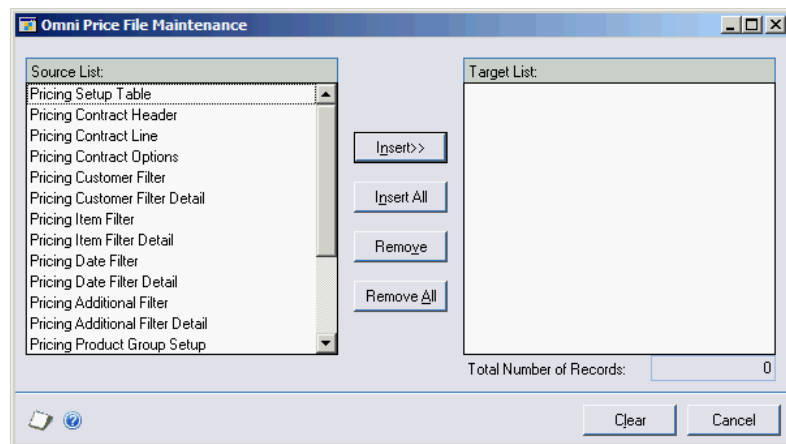 Omni Price File Maintenance
Source List:
Pricing Setup Table
Pricing Contract Header
Pricing Contract Line
Pricing Contract Options
Pricing Customer Filter
Pricing Customer Filter Detail
Pricing Item Filter
Pricing Item Filter Detail
Pricing Date Filter
Pricing Date Filter Detail
Pricing Additional Filter
Pricing Additional Filter Detail
Pricing Product Group Setup
Insert>>
Insert All
Remove
Remove All
Target List:
Total Number of Records: 0
Clear Cancel